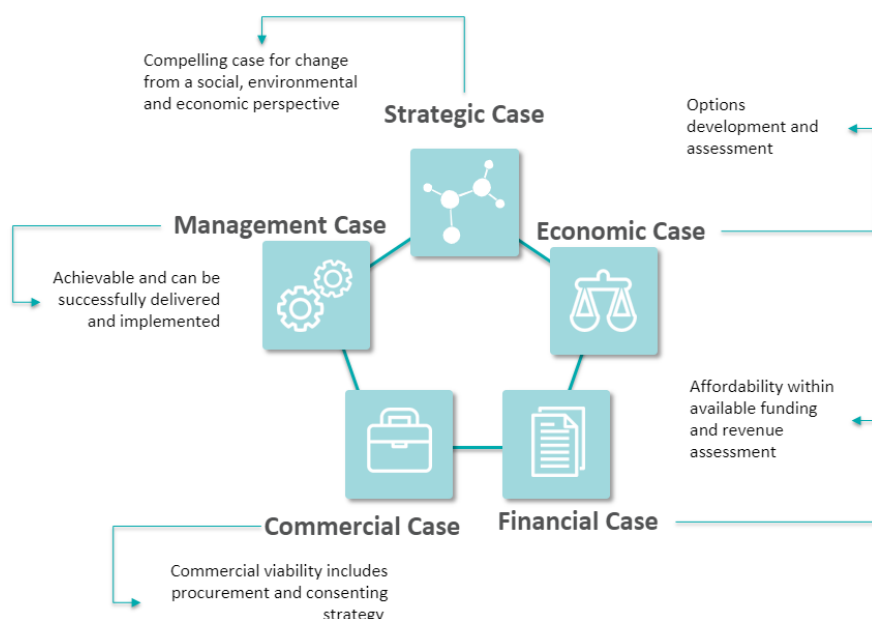 Compelling case for change
from a social, environmental
and economic perspective
Strategic Case
Options
development and
assessment
Management Case
Economic Case
Achievable and can be
successfully delivered
and implemented
Affordability within
available funding
and revenue
assessment
Commercial Case
Financial Case
Commercial viability includes
procurement and consenting
strategy